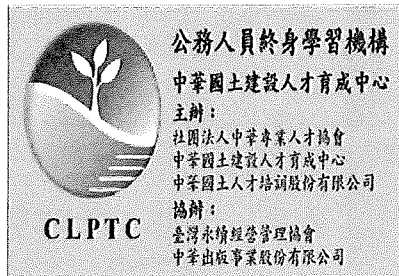 公務人員終身學習機構
中華國土建設人才育成中心
主辦：
社團法人中華專業人才協會
中華國土建設人才育成中心
中華國土人才培訓股份有限公司
協辦：
臺灣永續經營管理協會
中華出版事業股份有限公司
CLPTC